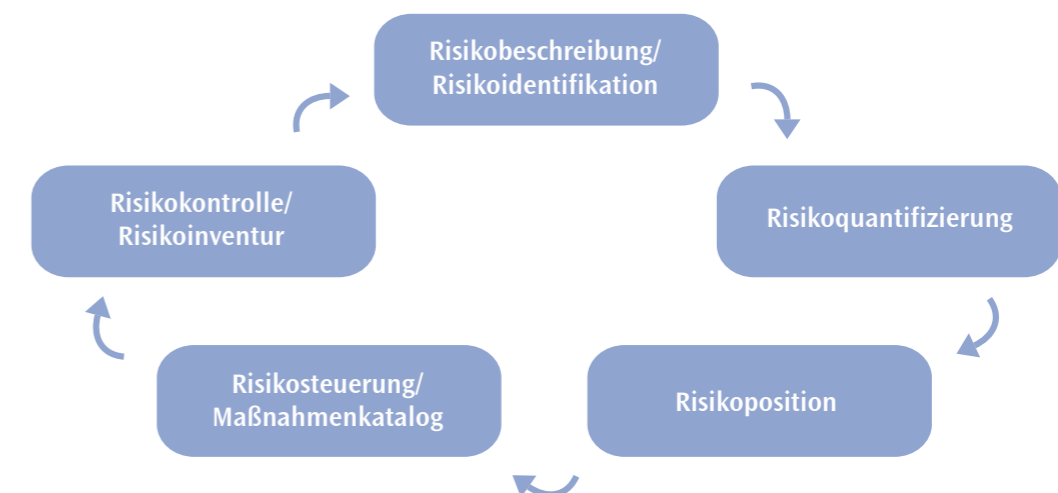 Risikobeschreibung/
Risikoidentifikation
Risikoquantifizierung
Risikoposition
Risikosteuerung/
Maßnahmenkatalog
Risikokontrolle/
Risikoinventur